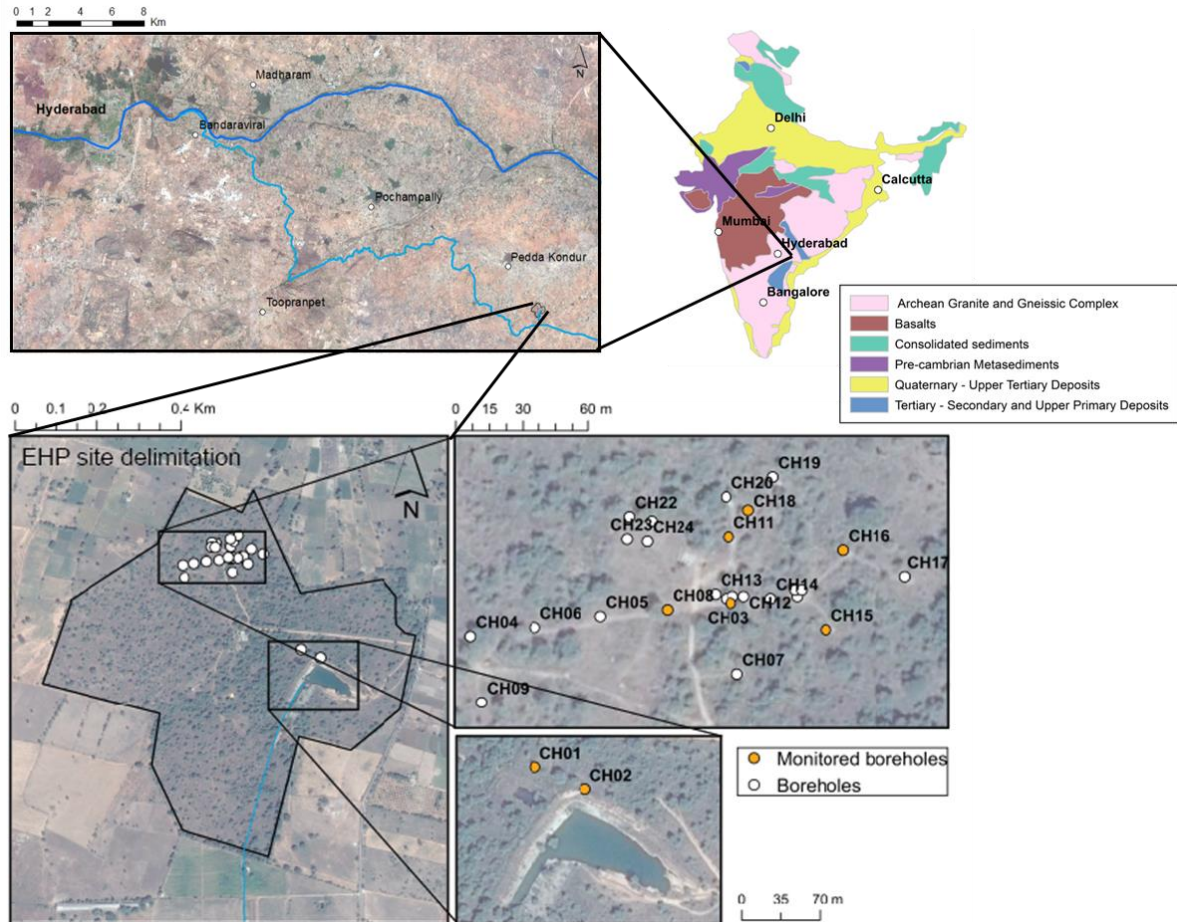 0 1 2 4 6 8
Km
N
Madharam
Hyderabad
Bandaraviral
Pochampally
Pedda Kondur
Toopranpet
Delhi
Calcutta
Mumbai
Hyderabad
Bangalore
Archean Granite and Gneissic Complex
Basalts
Consolidated sediments
Pre-cambrian Metasediments
Quaternary - Upper Tertiary Deposits
Tertiary - Secondary and Upper Primary Deposits
0 0.1 0.2 0.4 Km
EHP site delimitation
N
0 15 30 60 m
CH19
CH20
CH18
CH22
CH11
CH23
CH24
CH16
CH17
CH13
CH14
CH08
CH05
CH12
CH06
CH03
CH04
CH15
CH07
CH09
CH01
CH02
Monitored boreholes
Boreholes
0 35 70 m